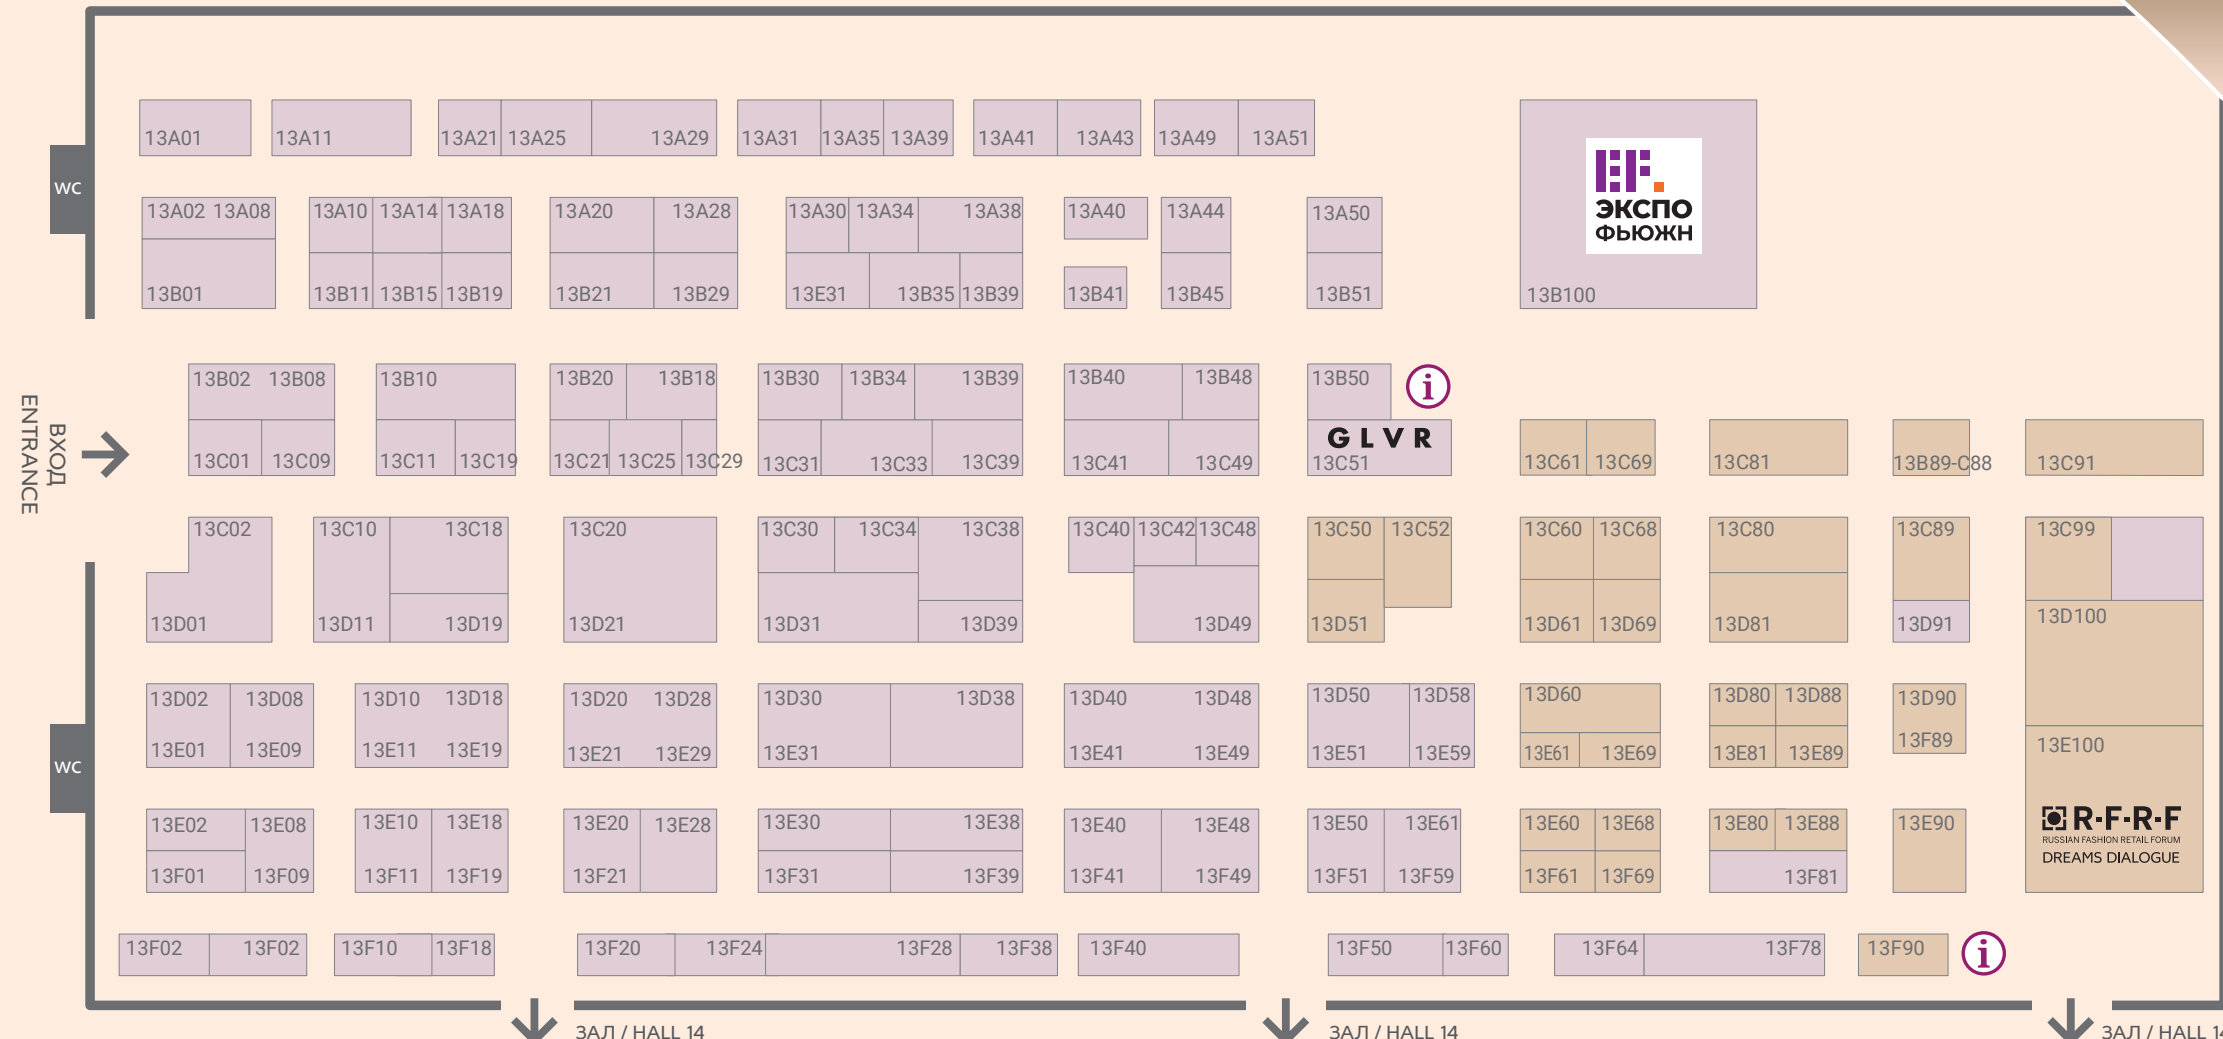 13A01 13A11 13A21 13A25 13A29 13A31 13A35 13A39 13A41 13A43 13A49 13A51
WC
ЭКСПО
ФЬЮЖН
13A02 13A08 13A10 13A14 13A18 13A20 13A28 13A30 13A34 13A38 13A40 13A44 13A50
13B01 13B11 13B15 13B19 13B21 13B29 13E31 13B35 13B39 13B41 13B45 13B51 13B100
13B02 13B08 13B10 13B20 13B18 13B30 13B34 13B39 13B40 13B48 13B50 i
ВХОД
ENTRANCE
GLVR
13C01 13C09 13C11 13C19 13C21 13C25 13C29 13C31 13C33 13C39 13C41 13C49 13C51 13C61 13C69 13C81 13B89-C88 13C91
13C02 13C10 13C18 13C20 13C30 13C34 13C38 13C40 13C42 13C48 13C50 13C52 13C60 13C68 13C80 13C89 13C99
13D01 13D11 13D19 13D21 13D31 13D39 13D49 13D51 13D61 13D69 13D81 13D91 13D100
13D02 13D08 13D10 13D18 13D20 13D28 13D30 13D38 13D40 13D48 13D50 13D58 13D60 13D80 13D88 13D90
WC
13E01 13E09 13E11 13E19 13E21 13E29 13E31 13E41 13E49 13E51 13E59 13E61 13E69 13E81 13E89 13F89 13E100
13E02 13E08 13E10 13E18 13E20 13E28 13E30 13E38 13E40 13E48 13E50 13E61 13E60 13E68 13E80 13E88 13E90
R·F·R·F
RUSSIAN FASHION RETAIL FORUM
DREAMS DIALOGUE
13F01 13F09 13F11 13F19 13F21 13F31 13F39 13F41 13F49 13F51 13F59 13F61 13F69 13F81
13F02 13F02 13F10 13F18 13F20 13F24 13F28 13F38 13F40 13F50 13F60 13F64 13F78 13F90 i
ЗАЛ / HALL 14 ЗАЛ / HALL 14 ЗАЛ / HALL 14